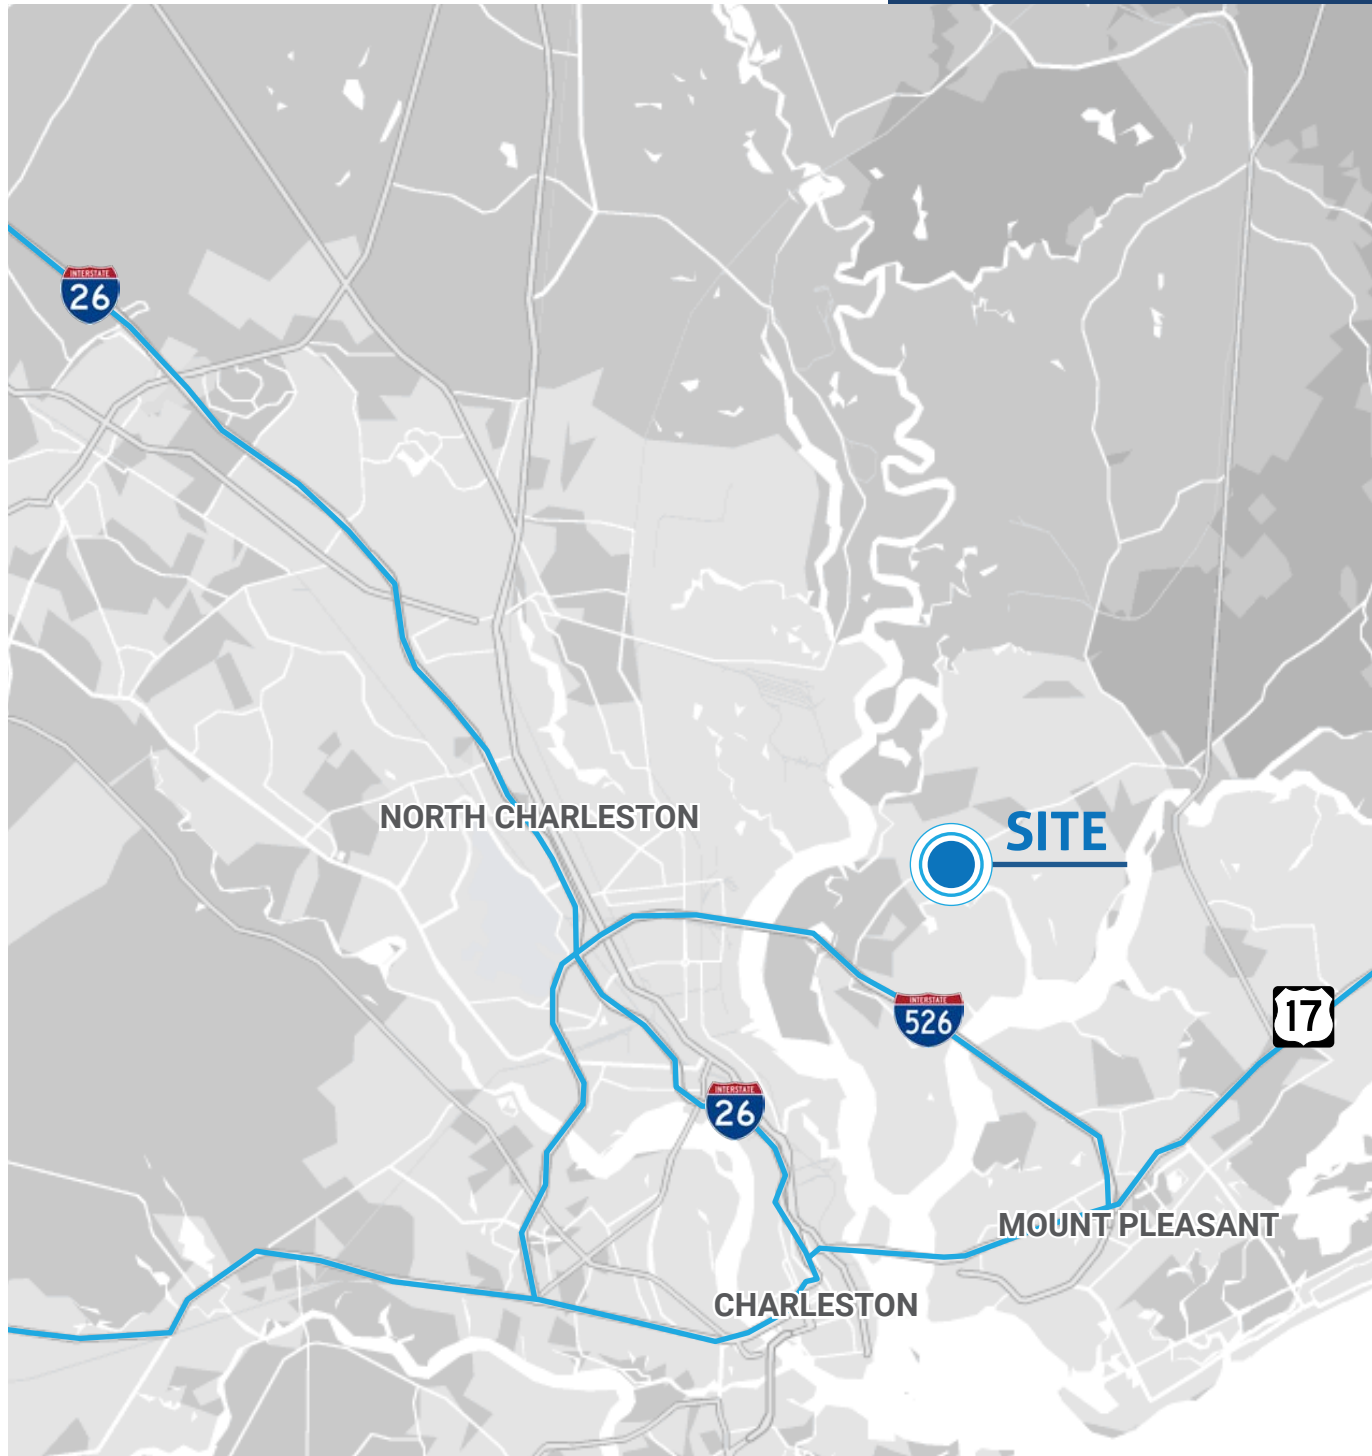 INTERSTATE
26
NORTH CHARLESTON
SITE
INTERSTATE
526
17
INTERSTATE
26
MOUNT PLEASANT
CHARLESTON